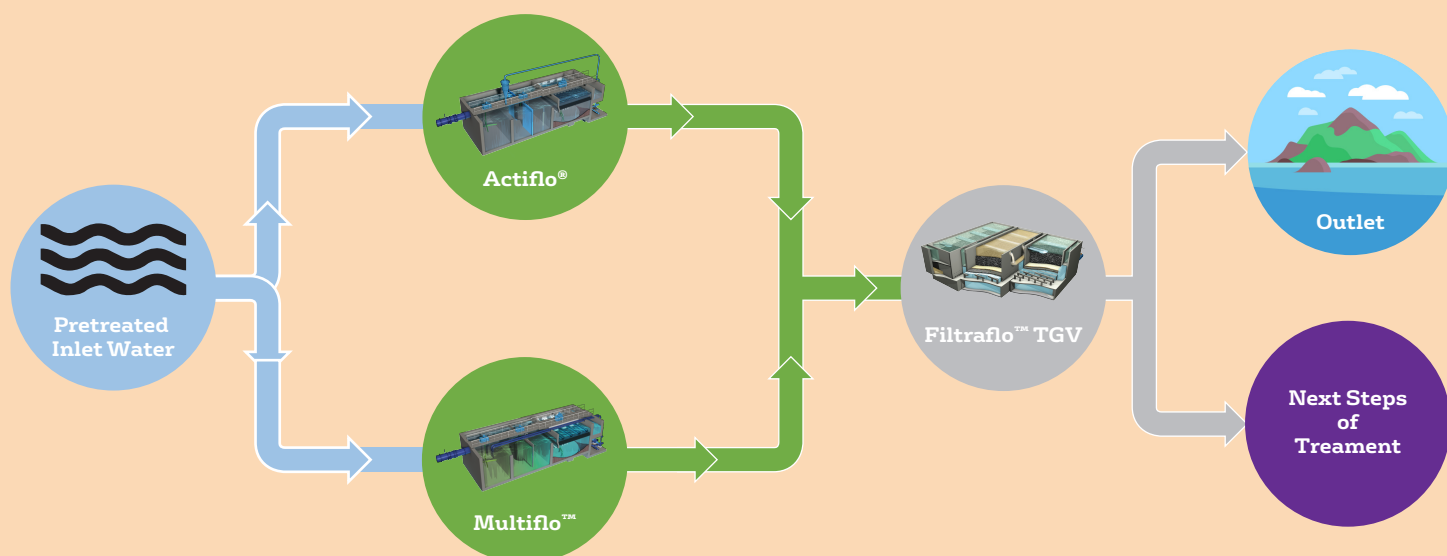 Pretreated
Inlet Water
Actiflo®
Multiflo™
Filtraflo™ TGV
Outlet
Next Steps
of
Treament